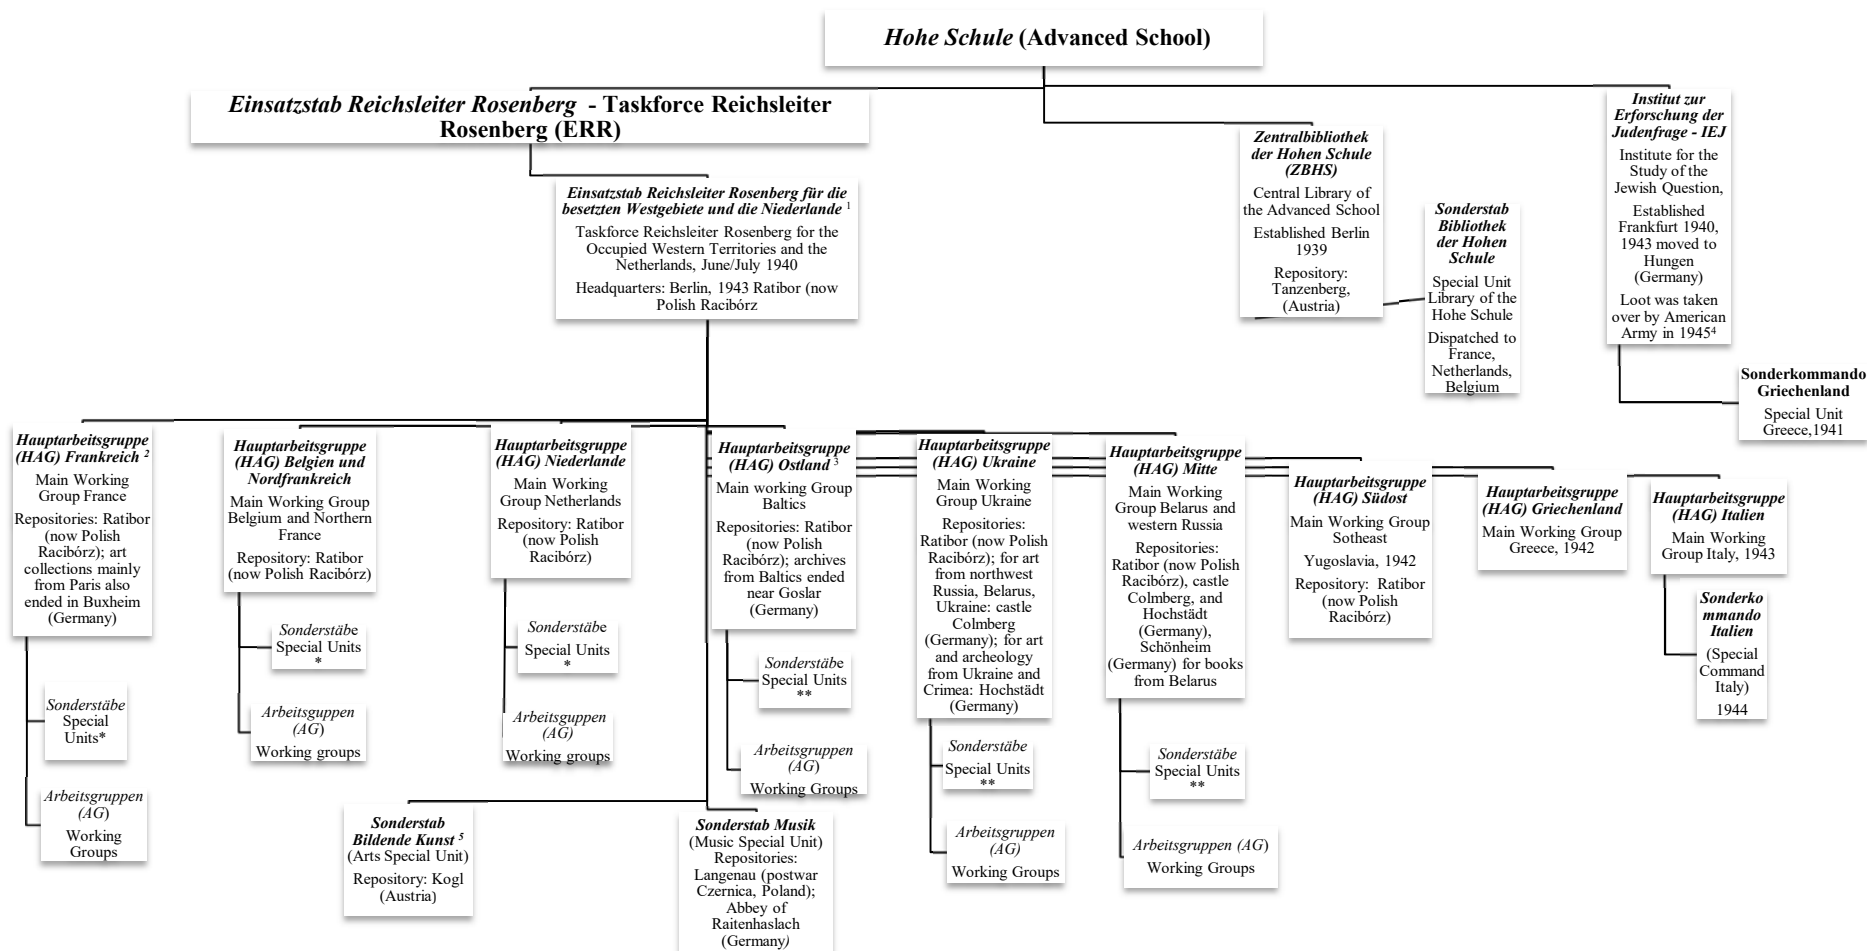 Hohe Schule (Advanced School)
Einsatzstab Reichsleiter Rosenberg - Taskforce Reichsleiter
Rosenberg (ERR)
Einsatzstab Reichsleiter Rosenberg für die
besetzten Westgebiete und die Niederlande ¹
Taskforce Reichsleiter Rosenberg for the
Occupied Western Territories and the
Netherlands, June/July 1940
Headquarters: Berlin, 1943 Ratibor (now
Polish Racibórz
Zentralbibliothek
der Hohen Schule
(ZBHS)
Central Library of
the Advanced School
Established Berlin
1939
Repository:
Tanzenberg,
(Austria)
Sonderstab
Bibliothek
der Hohen
Schule
Special Unit
Library of the
Hohe Schule
Dispatched to
France,
Netherlands,
Belgium
Institut zur
Erforschung der
Judenfrage - IEJ
Institute for the
Study of the
Jewish Question,
Established
Frankfurt 1940,
1943 moved to
Hungen
(Germany)
Loot was taken
over by American
Army in 1945⁴
Sonderkommando
Griechenland
Special Unit
Greece,1941
Hauptarbeitsgruppe
(HAG) Frankreich ²
Main Working
Group France
Repositories: Ratibor
(now Polish
Racibórz); art
collections mainly
from Paris also
ended in Buxheim
(Germany)
Sonderstäbe
Special
Units*
Arbeitsgruppen
(AG)
Working
Groups
Hauptarbeitsgruppe
(HAG) Belgien und
Nordfrankreich
Main Working Group
Belgium and Northern
France
Repository: Ratibor
(now Polish Racibórz)
Sonderstäbe
Special Units
*
Arbeitsguppen
(AG)
Working groups
Hauptarbeitsgruppe
(HAG) Niederlande
Main Working
Group Netherlands
Repository: Ratibor
(now Polish
Racibórz)
Sonderstäbe
Special Units
*
Arbeitsguppen
(AG)
Working groups
Hauptarbeitsgruppe
(HAG) Ostland ³
Main working Group
Baltics
Repositories: Ratibor
(now Polish
Racibórz); archives
from Baltics ended
near Goslar
(Germany)
Sonderstäbe
Special Units
**
Arbeitsgruppen
(AG)
Working Groups
Hauptarbeitsgruppe
(HAG) Ukraine
Main Working
Group Ukraine
Repositories:
Ratibor (now Polish
Racibórz); for art
from northwest
Russia, Belarus,
Ukraine: castle
Colmberg
(Germany); for art
and archeology
from Ukraine and
Crimea: Hochstädt
(Germany)
Sonderstäbe
Special Units
**
Arbeitsgruppen
(AG)
Working Groups
Hauptarbeitsgruppe
(HAG) Mitte
Main Working
Group Belarus and
western Russia
Repositories:
Ratibor (now Polish
Racibórz), castle
Colmberg, and
Hochstädt
(Germany),
Schönheim
(Germany) for books
from Belarus
Sonderstäbe
Special Units
**
Arbeitsgruppen (AG)
Working Groups
Hauptarbeitsgruppe
(HAG) Südost
Main Working Group
Sotheast
Yugoslavia, 1942
Repository: Ratibor
(now Polish
Racibórz)
Hauptarbeitsgruppe
(HAG) Griechenland
Main Working Group
Greece, 1942
Hauptarbeitsgruppe
(HAG) Italien
Main Working
Group Italy, 1943
Sonderko
mmando
Italien
(Special
Command
Italy)
1944
Sonderstab
Bildende Kunst ⁵
(Arts Special Unit)
Repository: Kogl
(Austria)
Sonderstab Musik
(Music Special Unit)
Repositories:
Langenau (postwar
Czernica, Poland);
Abbey of
Raitenhaslach
(Germany)